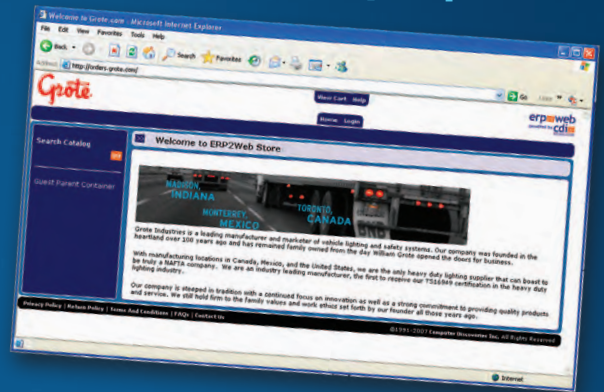 Welcome to Grote.com - Microsoft Internet Explorer
File Edit View Favorites Tools Help
Back Search Favorites
Address http://orders.grote.com/ Go Links
Grote
View Cart Help
Home Login
erp2web
powered by cdi
Search Catalog
GO
Guest Parent Container
Welcome to ERP2Web Store
MADISON,
INDIANA
MONTERREY,
MEXICO
TORONTO,
CANADA
Grote Industries is a leading manufacturer and marketer of vehicle lighting and safety systems. Our company was founded in the
heartland over 100 years ago and has remained family owned from the day William Grote opened the doors for business.
With manufacturing locations in Canada, Mexico, and the United States, we are the only heavy duty lighting supplier that can boast to
be truly a NAFTA company. We are an industry leading manufacturer, the first to receive our TS16949 certification in the heavy duty
lighting industry.
Our company is steeped in tradition with a continued focus on innovation as well as a strong commitment to providing quality products
and service. We still hold firm to the family values and work ethic set forth by our founder all those years ago.
Privacy Policy | Return Policy | Terms And Conditions | FAQs | Contact Us
©1991-2007 Computer Discoveries Inc, All Rights Reserved
Internet